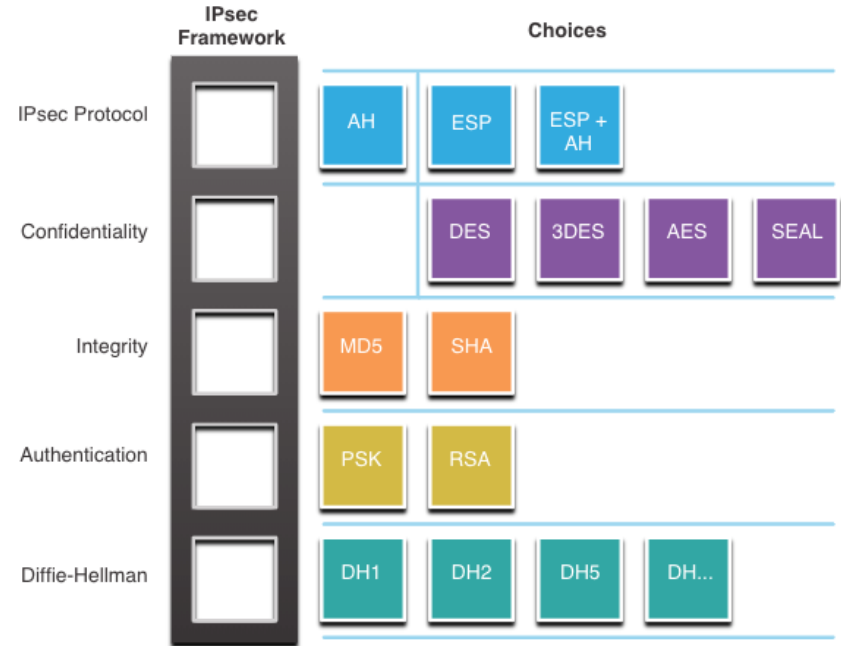 IPsec
Framework
Choices
IPsec Protocol
AH
ESP
ESP +
AH
Confidentiality
DES
3DES
AES
SEAL
Integrity
MD5
SHA
Authentication
PSK
RSA
Diffie-Hellman
DH1
DH2
DH5
DH...